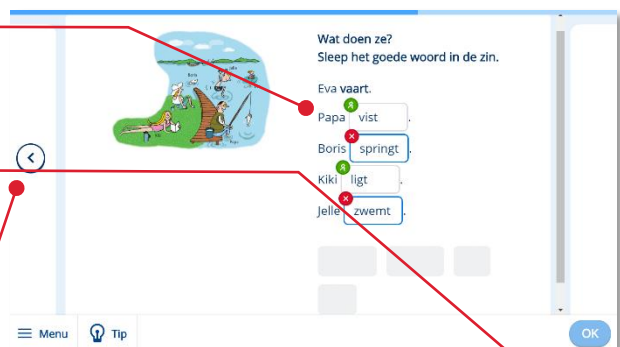 Wat doen ze?
Sleep het goede woord in de zin.
Eva vaart.
Papa vist.
Boris springt.
Kiki ligt.
Jelle zwemt.
Menu Tip OK